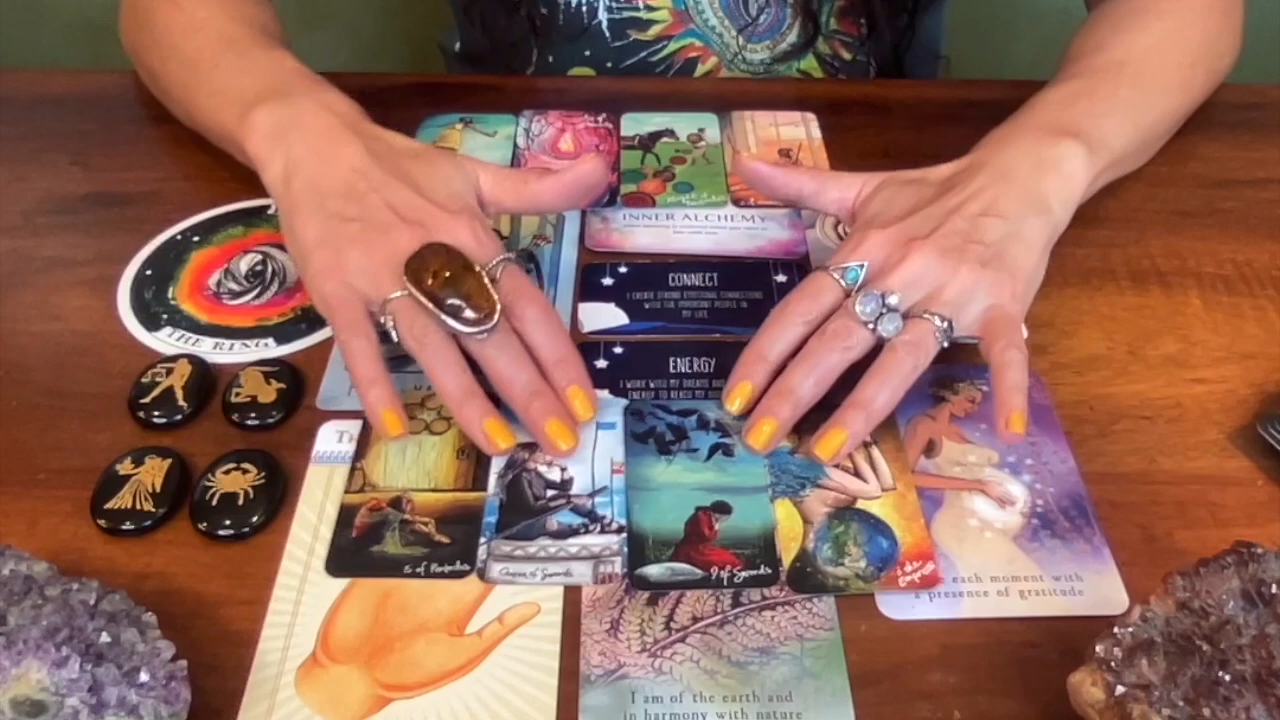 INNER ALCHEMY
CONNECT
I CREATE STRONG EMOTIONAL CONNECTIONS
WITH THE IMPORTANT PEOPLE IN
MY LIFE
THE RING
ENERGY
I WORK WITH MY DREAMS AND
ENERGY TO REACH MY
Th
5 of Pentacles
Queen of Swords
9 of Swords
the
Empress
each moment with
a presence of gratitude
I am of the earth and
in harmony with nature